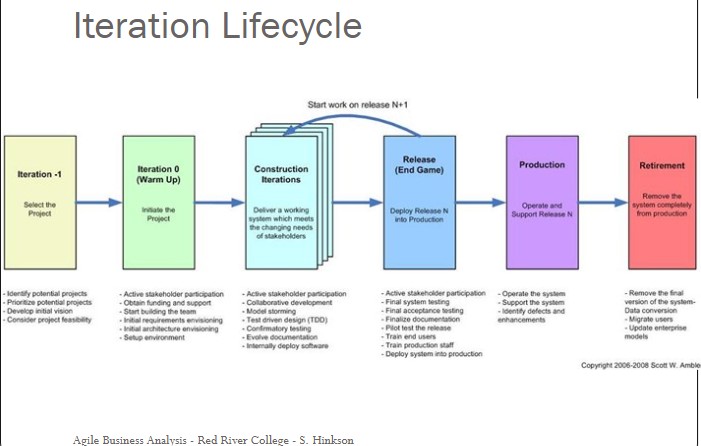 Iteration Lifecycle
Start work on release N+1
Iteration -1
Select the
Project
Iteration 0
(Warm Up)
Initiate the
Project
Construction
Iterations
Deliver a working
system which meets
the changing needs
of stakeholders
Release
(End Game)
Deploy Release N
into Production
Production
Operate and
Support Release N
Retirement
Remove the
system completely
from production
- Identify potential projects
- Prioritize potential projects
- Develop initial vision
- Consider project feasibility
- Active stakeholder participation
- Obtain funding and support
- Start building the team
- Initial requirements envisioning
- Initial architecture envisioning
- Setup environment
- Active stakeholder participation
- Collaborative development
- Model storming
- Test driven design (TDD)
- Confirmatory testing
- Evolve documentation
- Internally deploy software
- Active stakeholder participation
- Final system testing
- Final acceptance testing
- Finalize documentation
- Pilot test the release
- Train end users
- Train production staff
- Deploy system into production
- Operate the system
- Support the system
- Identify defects and
enhancements
- Remove the final
version of the system-
Data conversion
- Migrate users
- Update enterprise
models
Copyright 2006-2008 Scott W. Amble
Agile Business Analysis - Red River College - S. Hinkson